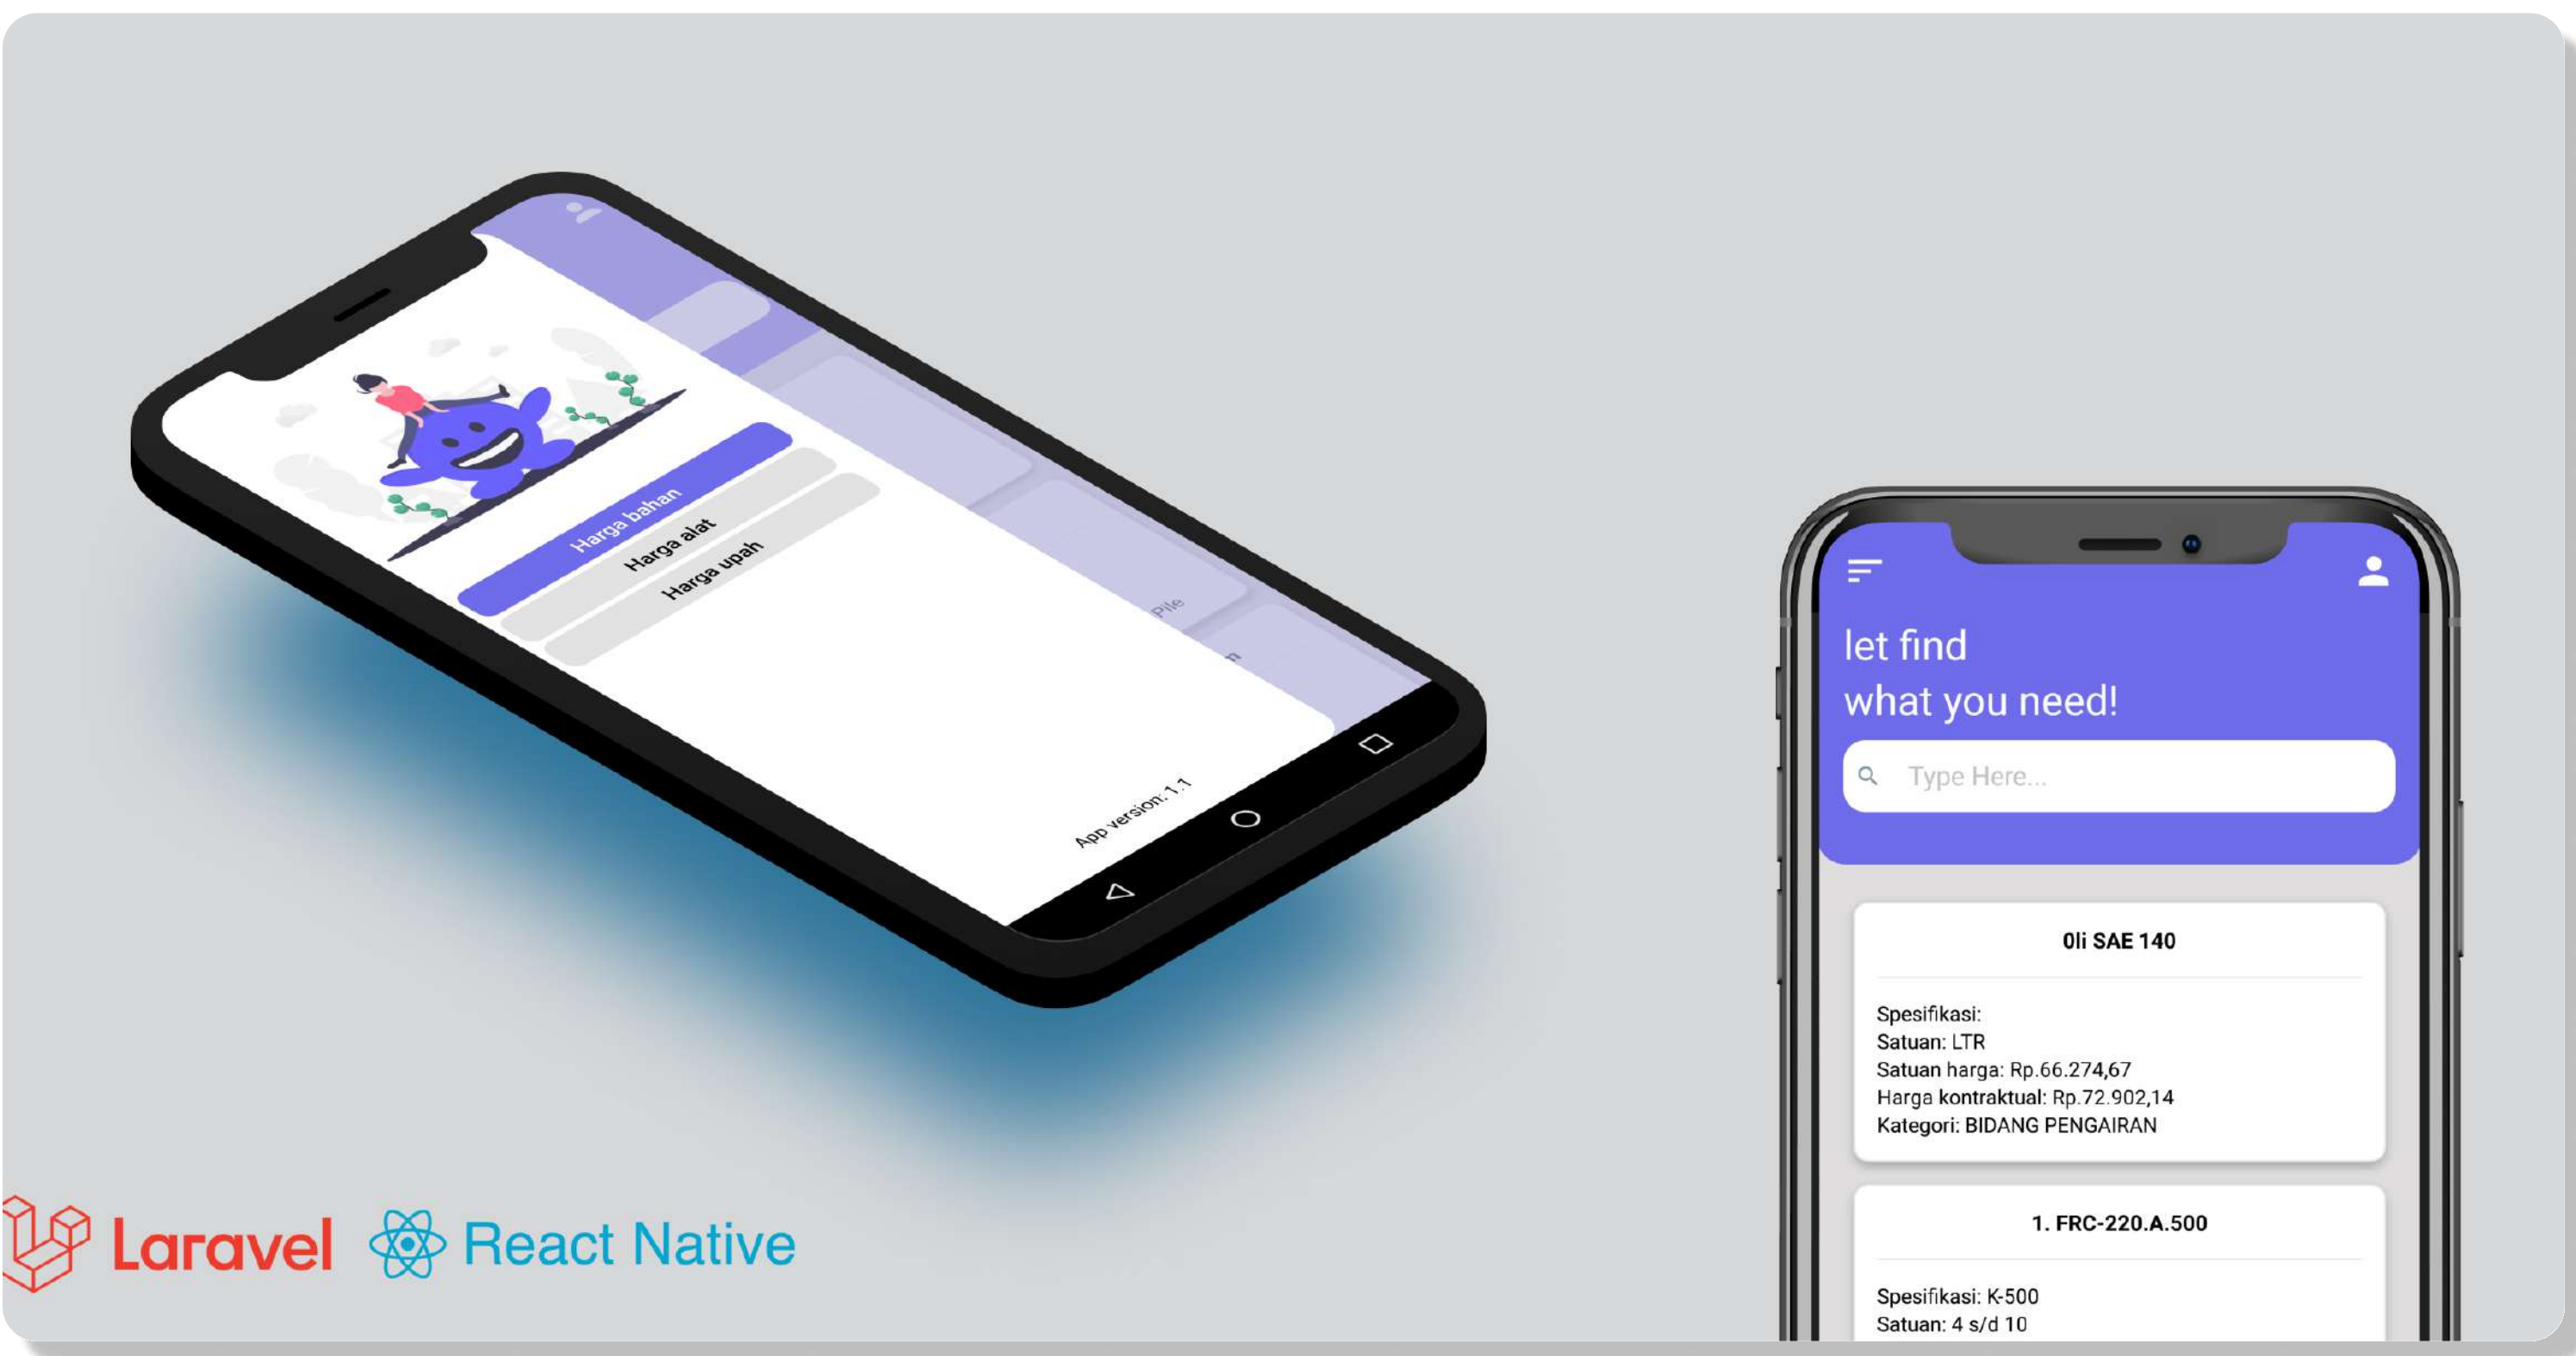 Harga bahan
Harga alat
Harga upah
Pile
App version: 1.1
Laravel
React Native
let find
what you need!
Type Here...
0li SAE 140
Spesifikasi:
Satuan: LTR
Satuan harga: Rp.66.274,67
Harga kontraktual: Rp.72.902,14
Kategori: BIDANG PENGAIRAN
1. FRC-220.A.500
Spesifikasi: K-500
Satuan: 4 s/d 10